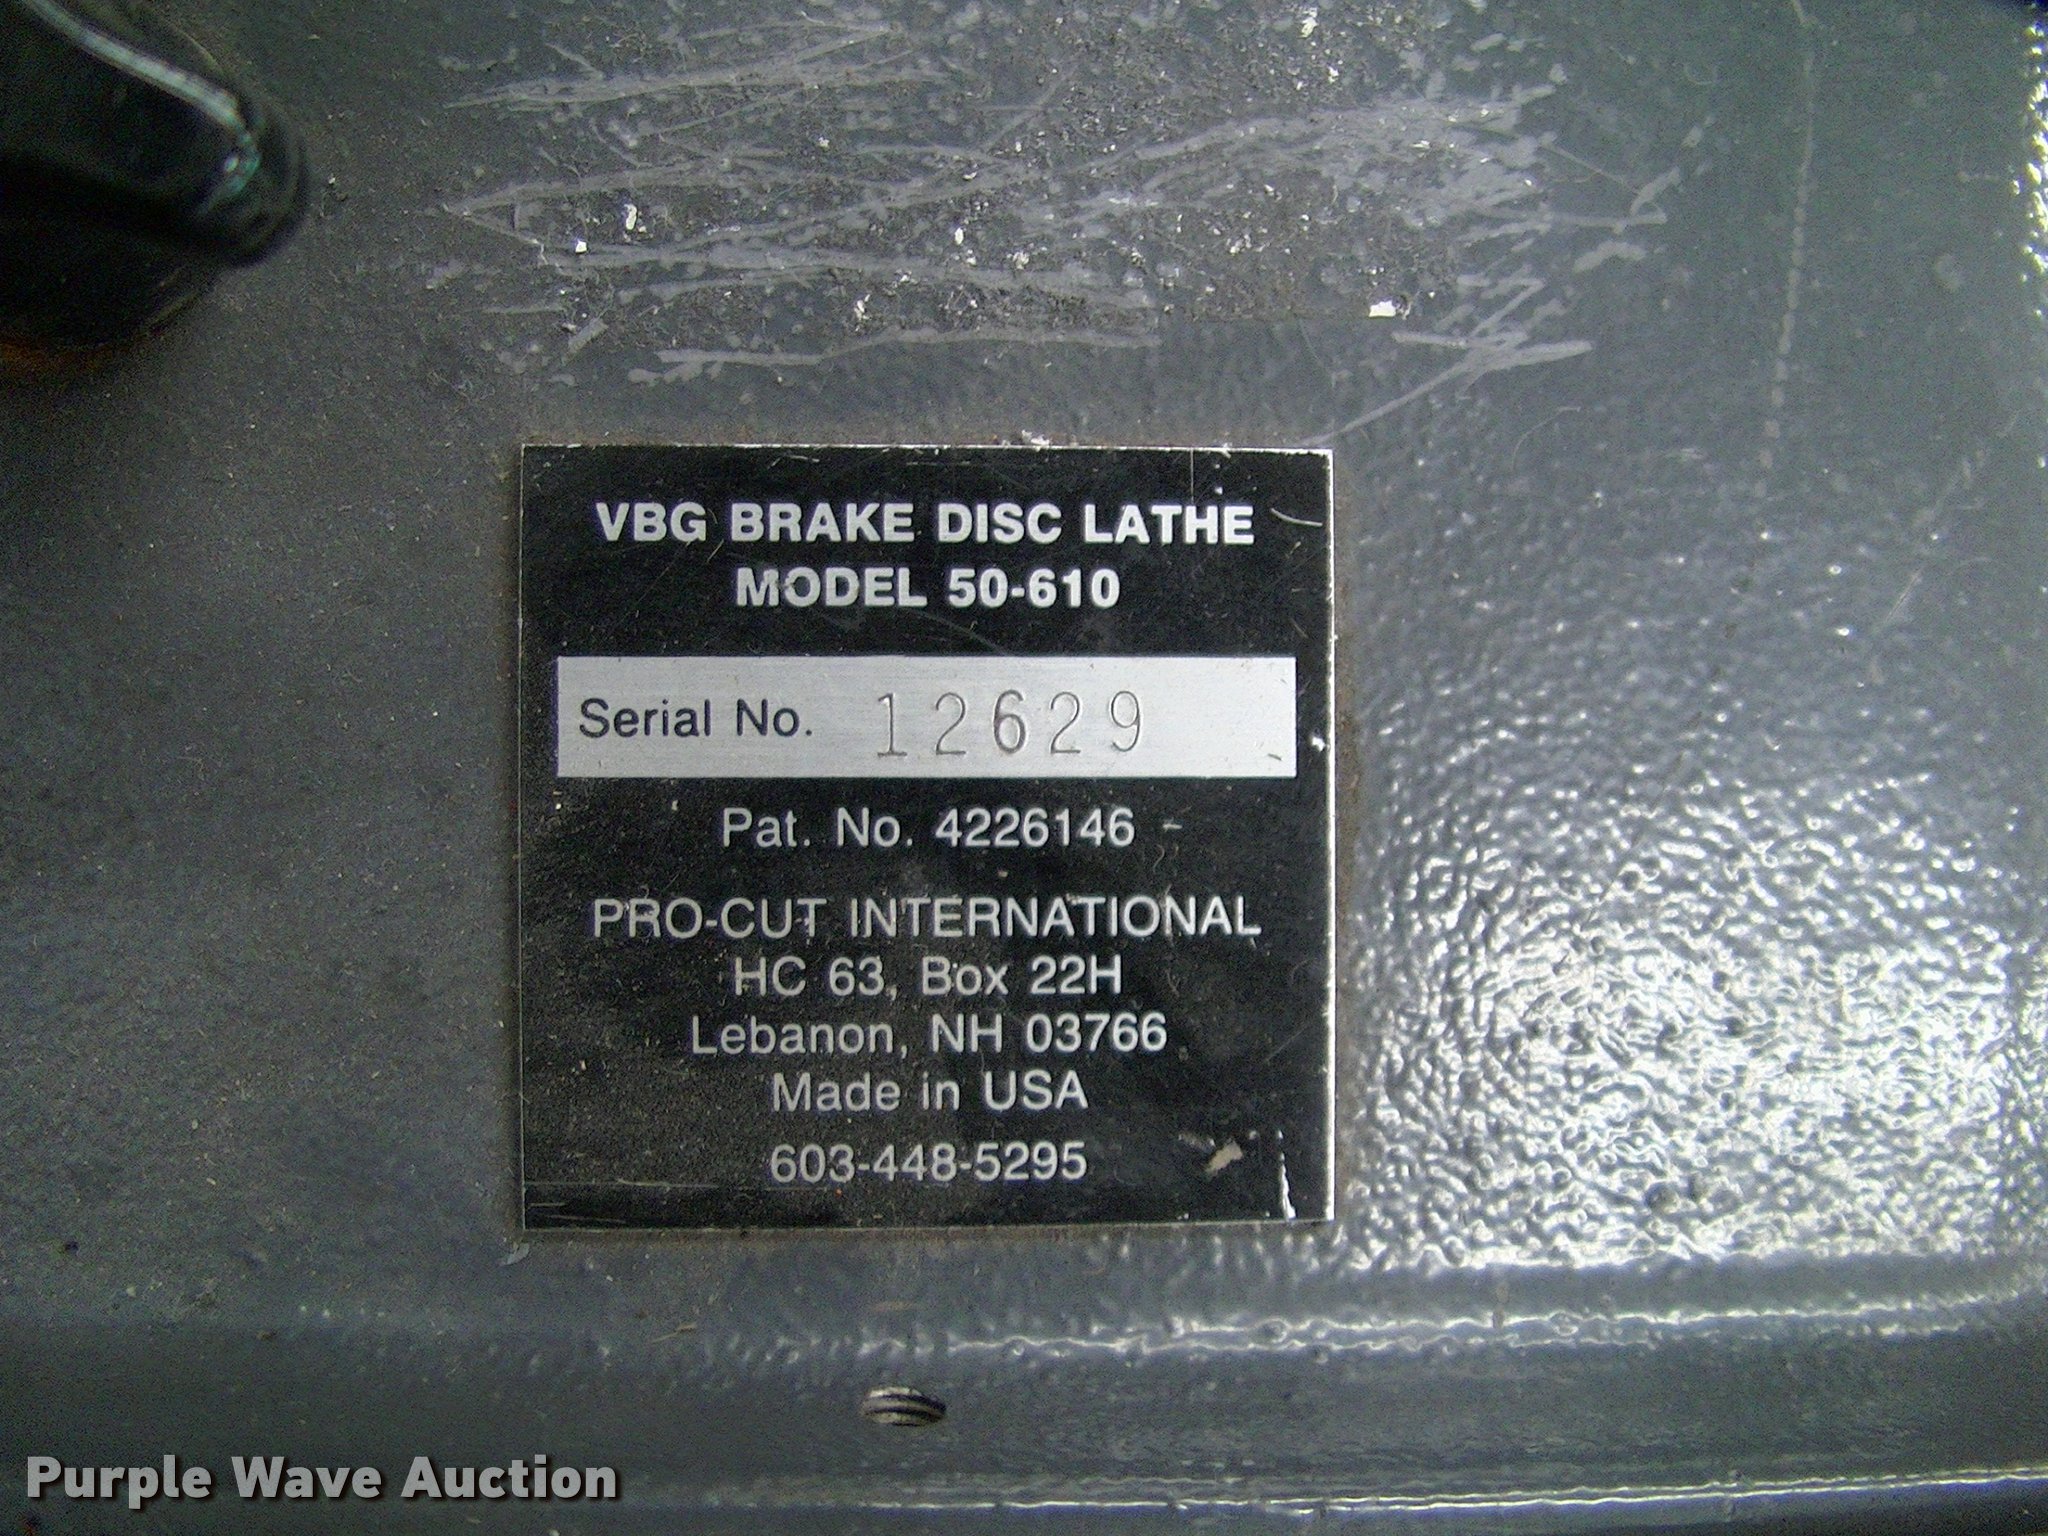 VBG BRAKE DISC LATHE
MODEL 50-610
Serial No. 12629
Pat. No. 4226146
PRO-CUT INTERNATIONAL
HC 63, Box 22H
Lebanon, NH 03766
Made in USA
603-448-5295
Purple Wave Auction